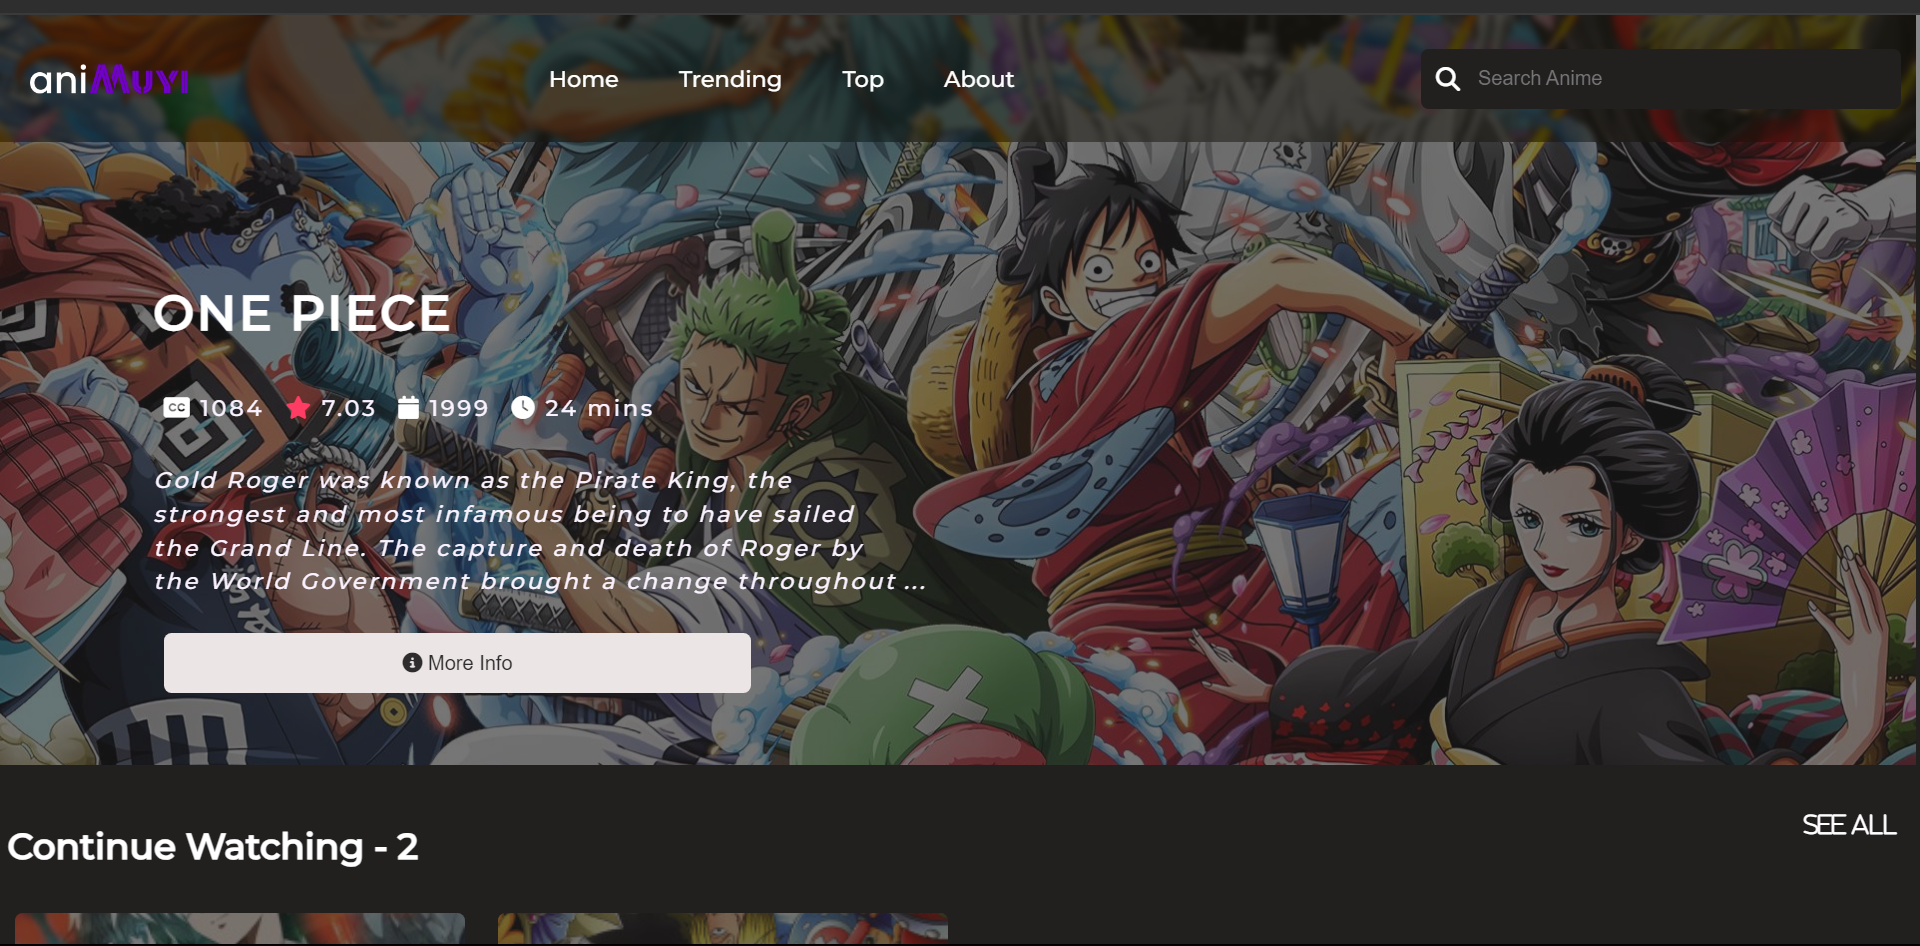 aniMUYI
Home
Trending
Top
About
Search Anime
ONE PIECE
CC 1084
7.03
1999
24 mins
Gold Roger was known as the Pirate King, the
strongest and most infamous being to have sailed
the Grand Line. The capture and death of Roger by
the World Government brought a change throughout ...
More Info
Continue Watching - 2
SEE ALL